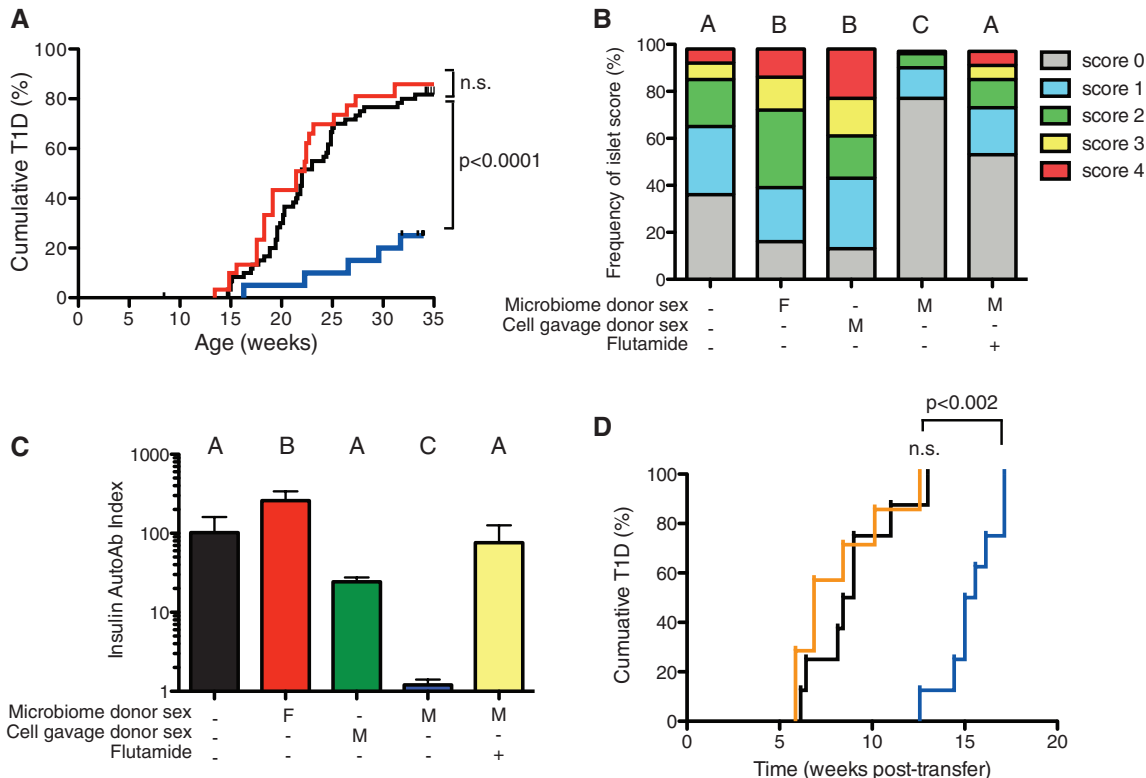 A
Cumulative T1D (%)
100
80
60
40
20
0
0 5 10 15 20 25 30 35
Age (weeks)
n.s.
p<0.0001
B
A B B C A
Frequency of islet score (%)
100
80
60
40
20
0
score 0
score 1
score 2
score 3
score 4
Microbiome donor sex - F - M M
Cell gavage donor sex - - M - -
Flutamide - - - - +
C
A B A C A
Insulin AutoAb Index
1000
100
10
1
Microbiome donor sex - F - M M
Cell gavage donor sex - - M - -
Flutamide - - - - +
D
p<0.002
n.s.
Cumuative T1D (%)
100
80
60
40
20
0
0 5 10 15 20
Time (weeks post-transfer)